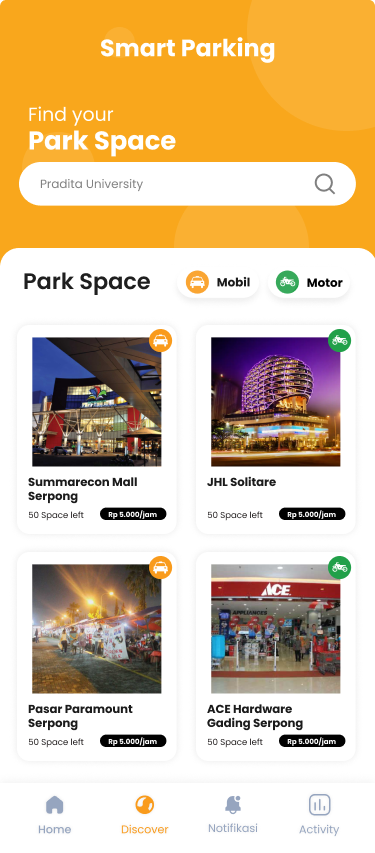 Smart Parking
Find your
Park Space
Pradita University
Park Space
Mobil
Motor
Summarecon Mall
Serpong
50 Space left
Rp 5.000/jam
JHL Solitare
50 Space left
Rp 5.000/jam
Pasar Paramount
Serpong
50 Space left
Rp 5.000/jam
ACE
APPLIANCES
ACE Hardware
Gading Serpong
50 Space left
Rp 5.000/jam
Home
Discover
Notifikasi
Activity